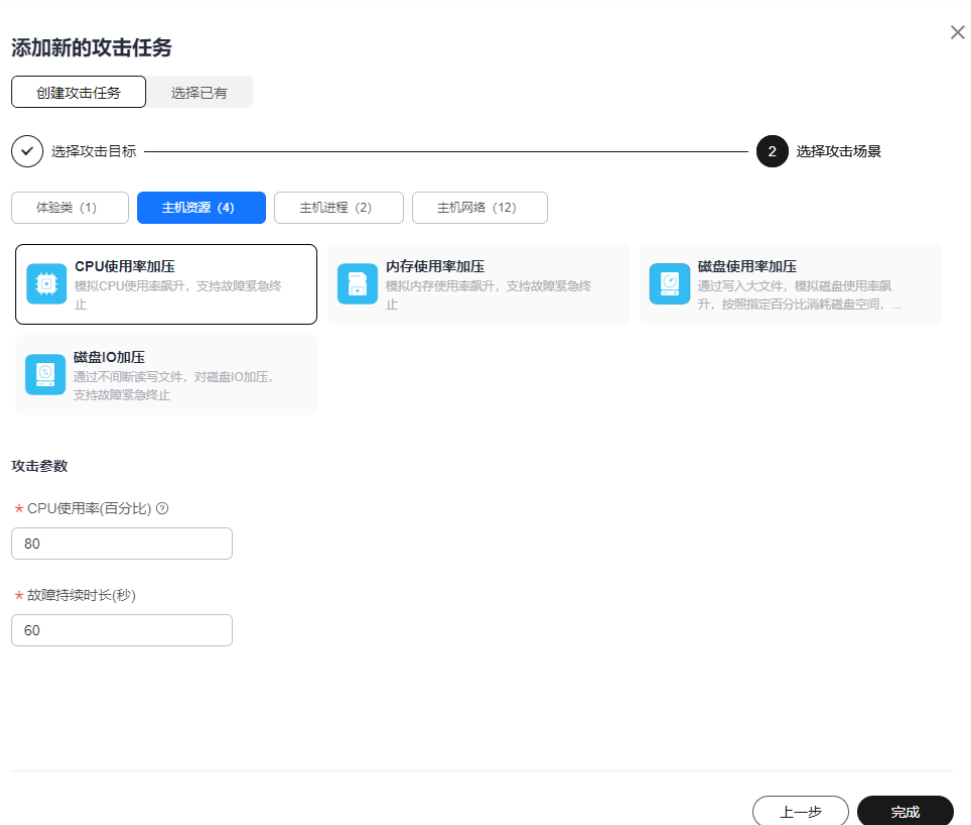 添加新的攻击任务
创建攻击任务 选择已有
选择攻击目标 2 选择攻击场景
体验类（1） 主机资源（4） 主机进程（2） 主机网络（12）
CPU使用率加压 内存使用率加压 磁盘使用率加压
模拟CPU使用率飙升，支持故障紧急终 模拟内存使用率飙升，支持故障紧急终 通过写入大文件，模拟磁盘使用率飙
止 止 升，按照指定百分比消耗磁盘空间，...
磁盘IO加压
通过不间断读写文件，对磁盘IO加压，
支持故障紧急终止
攻击参数
* CPU使用率(百分比) ?
80
* 故障持续时长(秒)
60
上一步 完成